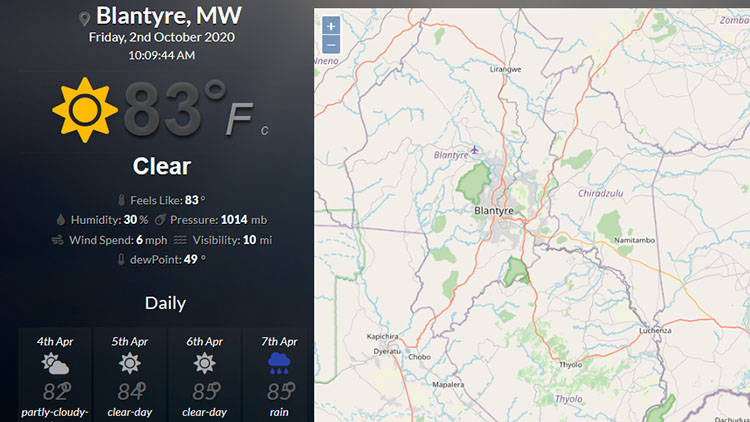 Blantyre, MW
Friday, 2nd October 2020
10:09:44 AM
83° F C
Clear
Feels Like: 83 °
Humidity: 30 % Pressure: 1014 mb
Wind Spend: 6 mph Visibility: 10 mi
dewPoint: 49 °
Daily
4th Apr
82°
partly-cloudy-
5th Apr
84°
clear-day
6th Apr
85°
clear-day
7th Apr
85°
rain
+
−
Zomba
Neno
Lirangwe
Blantyre
Chiradzulu
Blantyre
Namitambo
Luchenza
Kapichira
Dyeratu
Chobo
Thyolo
Mapalera
Thyolo